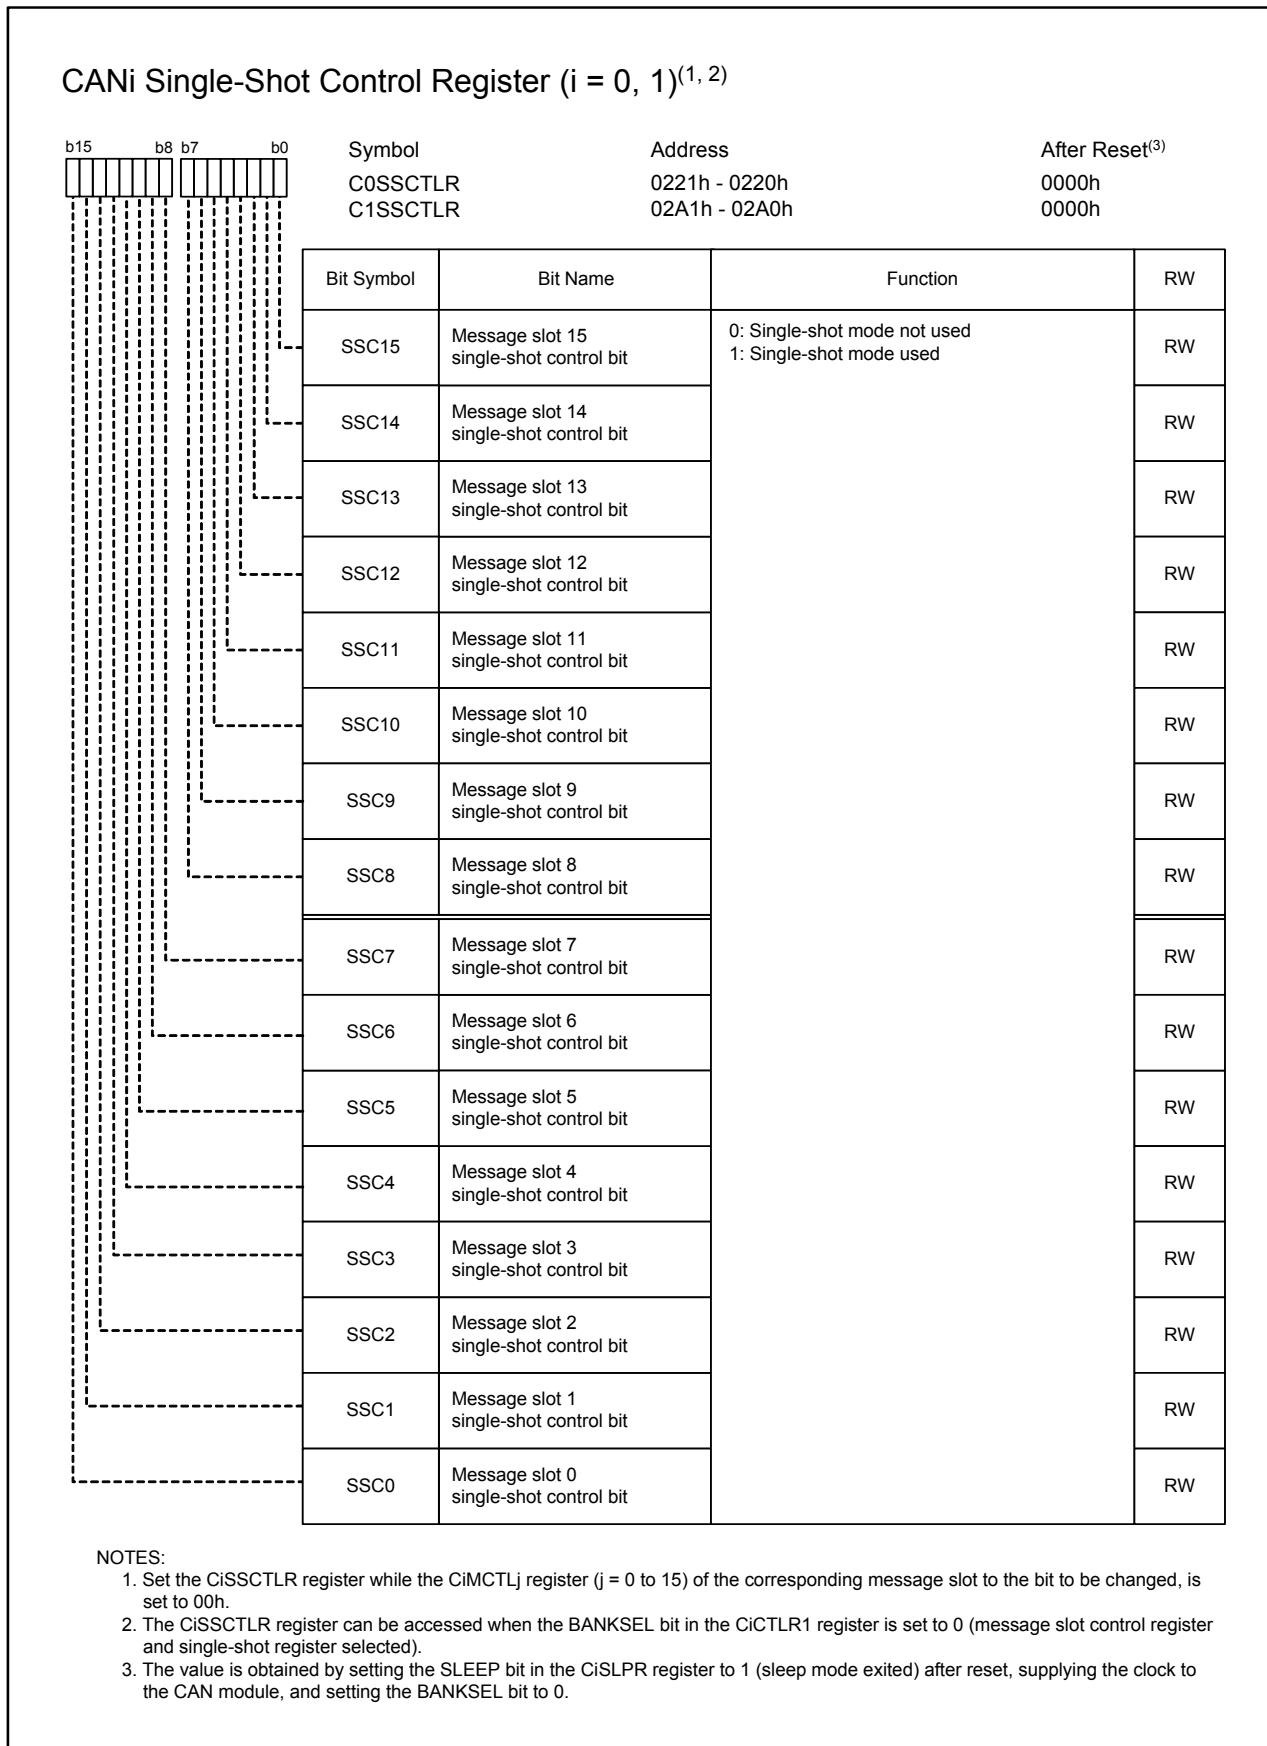 CANi Single-Shot Control Register (i = 0, 1)(1, 2)
b15 b8 b7 b0
Symbol Address After Reset(3)
C0SSCTLR 0221h - 0220h 0000h
C1SSCTLR 02A1h - 02A0h 0000h
Bit Symbol Bit Name Function RW
SSC15 Message slot 15 0: Single-shot mode not used RW
single-shot control bit 1: Single-shot mode used
SSC14 Message slot 14 RW
single-shot control bit
SSC13 Message slot 13 RW
single-shot control bit
SSC12 Message slot 12 RW
single-shot control bit
SSC11 Message slot 11 RW
single-shot control bit
SSC10 Message slot 10 RW
single-shot control bit
SSC9 Message slot 9 RW
single-shot control bit
SSC8 Message slot 8 RW
single-shot control bit
SSC7 Message slot 7 RW
single-shot control bit
SSC6 Message slot 6 RW
single-shot control bit
SSC5 Message slot 5 RW
single-shot control bit
SSC4 Message slot 4 RW
single-shot control bit
SSC3 Message slot 3 RW
single-shot control bit
SSC2 Message slot 2 RW
single-shot control bit
SSC1 Message slot 1 RW
single-shot control bit
SSC0 Message slot 0 RW
single-shot control bit
NOTES:
1. Set the CiSSCTLR register while the CiMCTLj register (j = 0 to 15) of the corresponding message slot to the bit to be changed, is
set to 00h.
2. The CiSSCTLR register can be accessed when the BANKSEL bit in the CiCTLR1 register is set to 0 (message slot control register
and single-shot register selected).
3. The value is obtained by setting the SLEEP bit in the CiSLPR register to 1 (sleep mode exited) after reset, supplying the clock to
the CAN module, and setting the BANKSEL bit to 0.